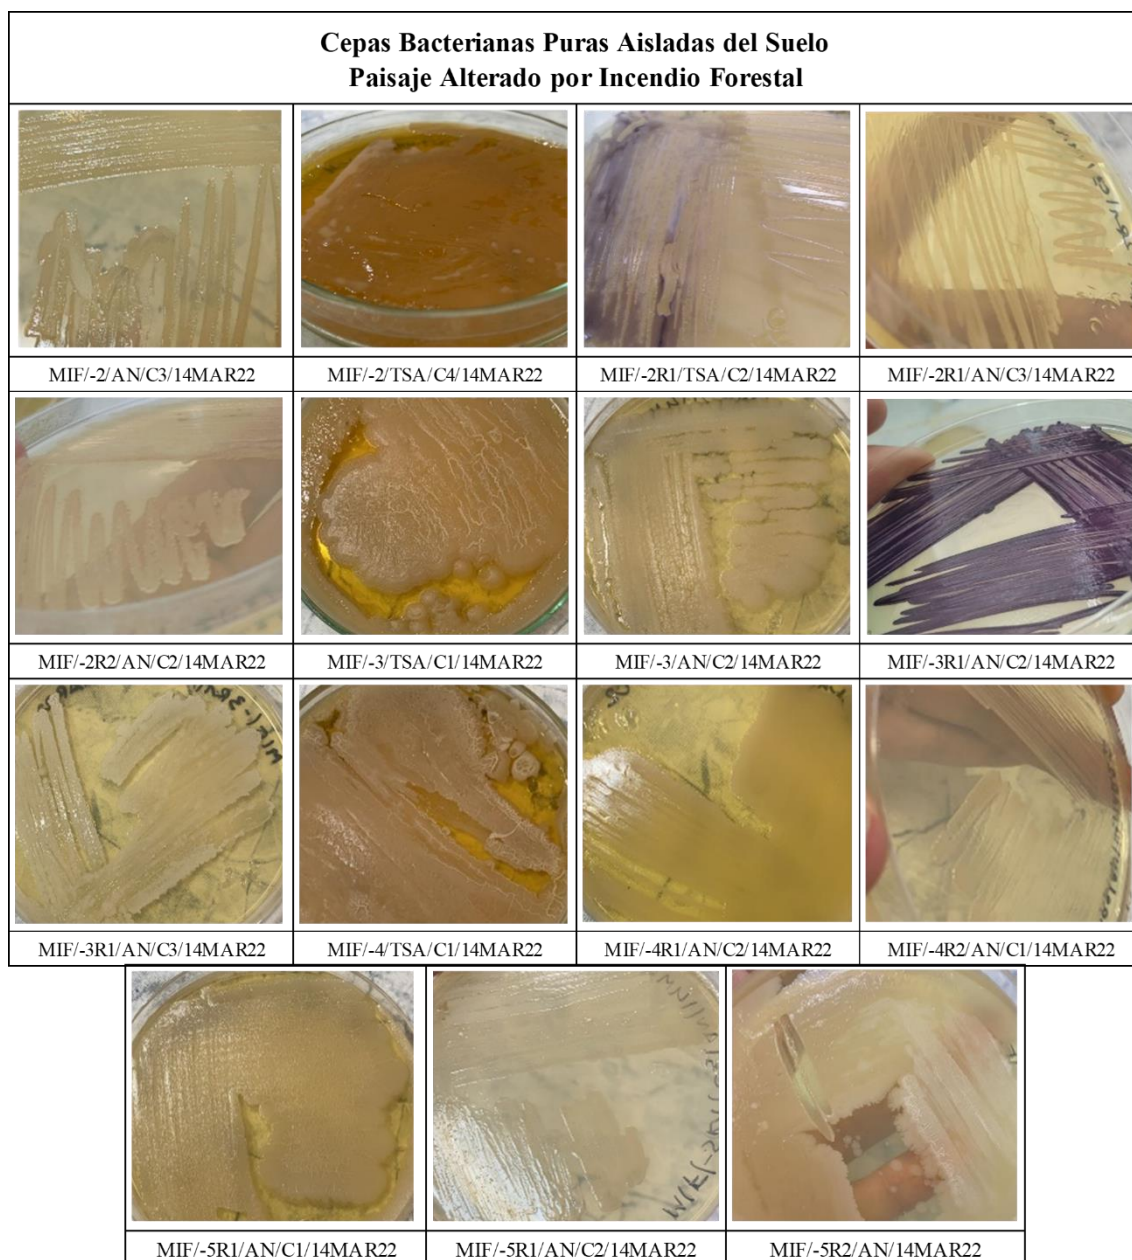 Cepas Bacterianas Puras Aisladas del Suelo
Paisaje Alterado por Incendio Forestal
MIF/-2/AN/C3/14MAR22
MIF/-2/TSA/C4/14MAR22
MIF/-2R1/TSA/C2/14MAR22
MIF/-2R1/AN/C3/14MAR22
MIF/-2R2/AN/C2/14MAR22
MIF/-3/TSA/C1/14MAR22
MIF/-3/AN/C2/14MAR22
MIF/-3R1/AN/C2/14MAR22
MIF/-3R1/AN/C3/14MAR22
MIF/-4/TSA/C1/14MAR22
MIF/-4R1/AN/C2/14MAR22
MIF/-4R2/AN/C1/14MAR22
MIF/-5R1/AN/C1/14MAR22
MIF/-5R1/AN/C2/14MAR22
MIF/-5R2/AN/14MAR22